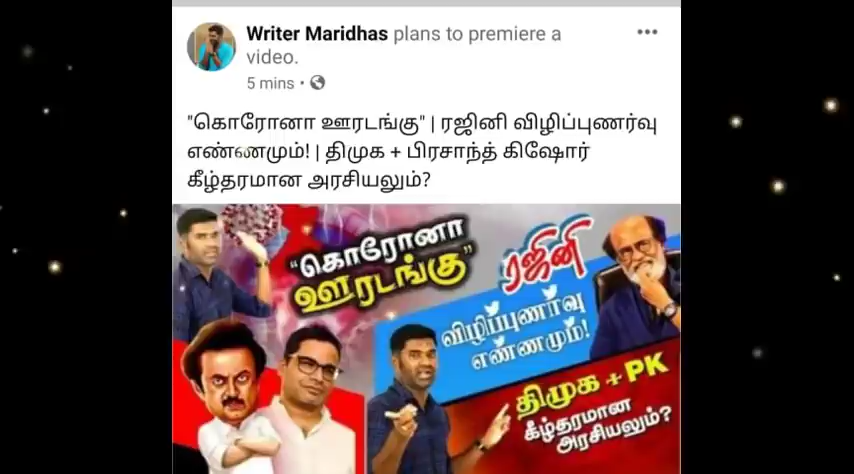 Writer Maridhas plans to premiere a
video.
5 mins •
"கொரோனா ஊரடங்கு" | ரஜினி விழிப்புணர்வு
எண்ணமும்! | திமுக + பிரசாந்த் கிஷோர்
கீழ்தரமான அரசியலும்?
"கொரோனா
ஊரடங்கு"
ரஜினி
விழிப்புணர்வு
எண்ணமும்!
திமுக + PK
கீழ்தரமான
அரசியலும்?